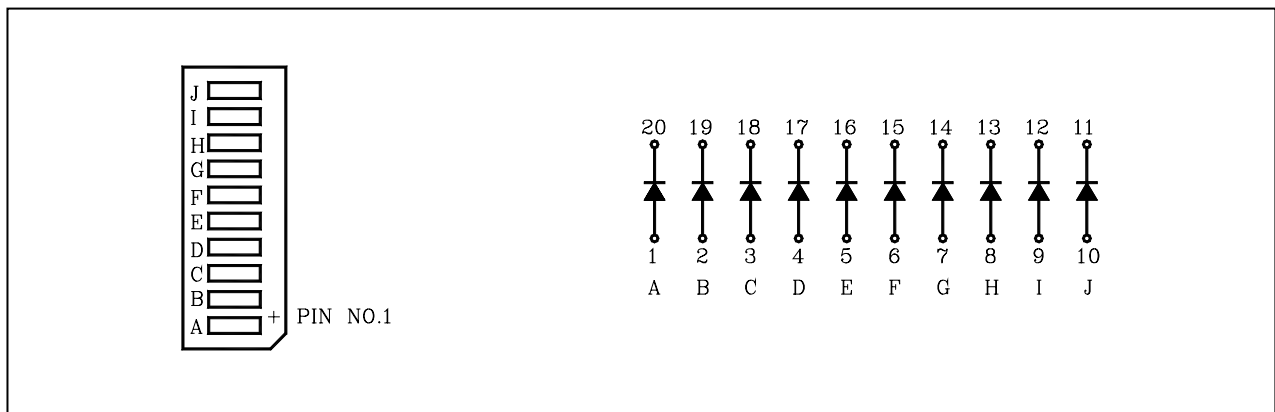 J
I
H
G
F
E
D
C
B
A
+ PIN NO.1
20 19 18 17 16 15 14 13 12 11
1 2 3 4 5 6 7 8 9 10
A B C D E F G H I J